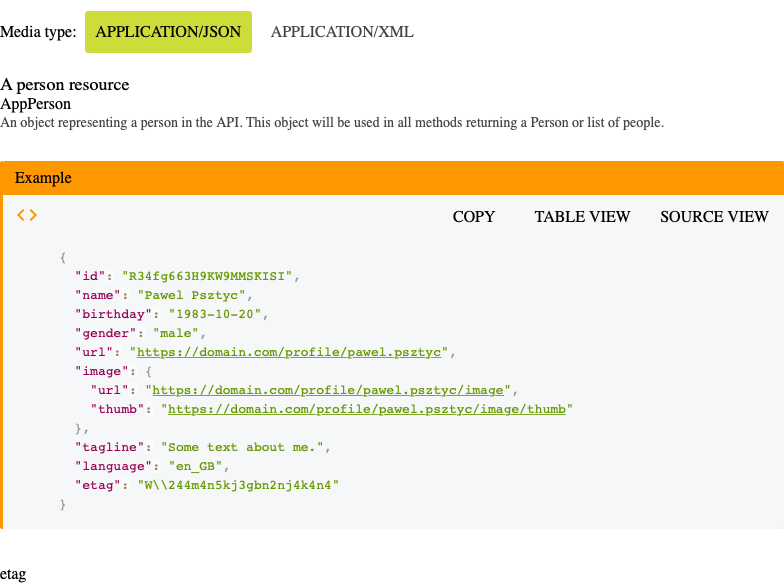 Media type: APPLICATION/JSON APPLICATION/XML
A person resource
AppPerson
An object representing a person in the API. This object will be used in all methods returning a Person or list of people.
Example
<> COPY TABLE VIEW SOURCE VIEW
{
"id": "R34fg663H9KW9MMSKISI",
"name": "Pawel Psztyc",
"birthday": "1983-10-20",
"gender": "male",
"url": "https://domain.com/profile/pawel.psztyc",
"image": {
"url": "https://domain.com/profile/pawel.psztyc/image",
"thumb": "https://domain.com/profile/pawel.psztyc/image/thumb"
},
"tagline": "Some text about me.",
"language": "en_GB",
"etag": "W\\244m4n5kj3gbn2nj4k4n4"
}
etag